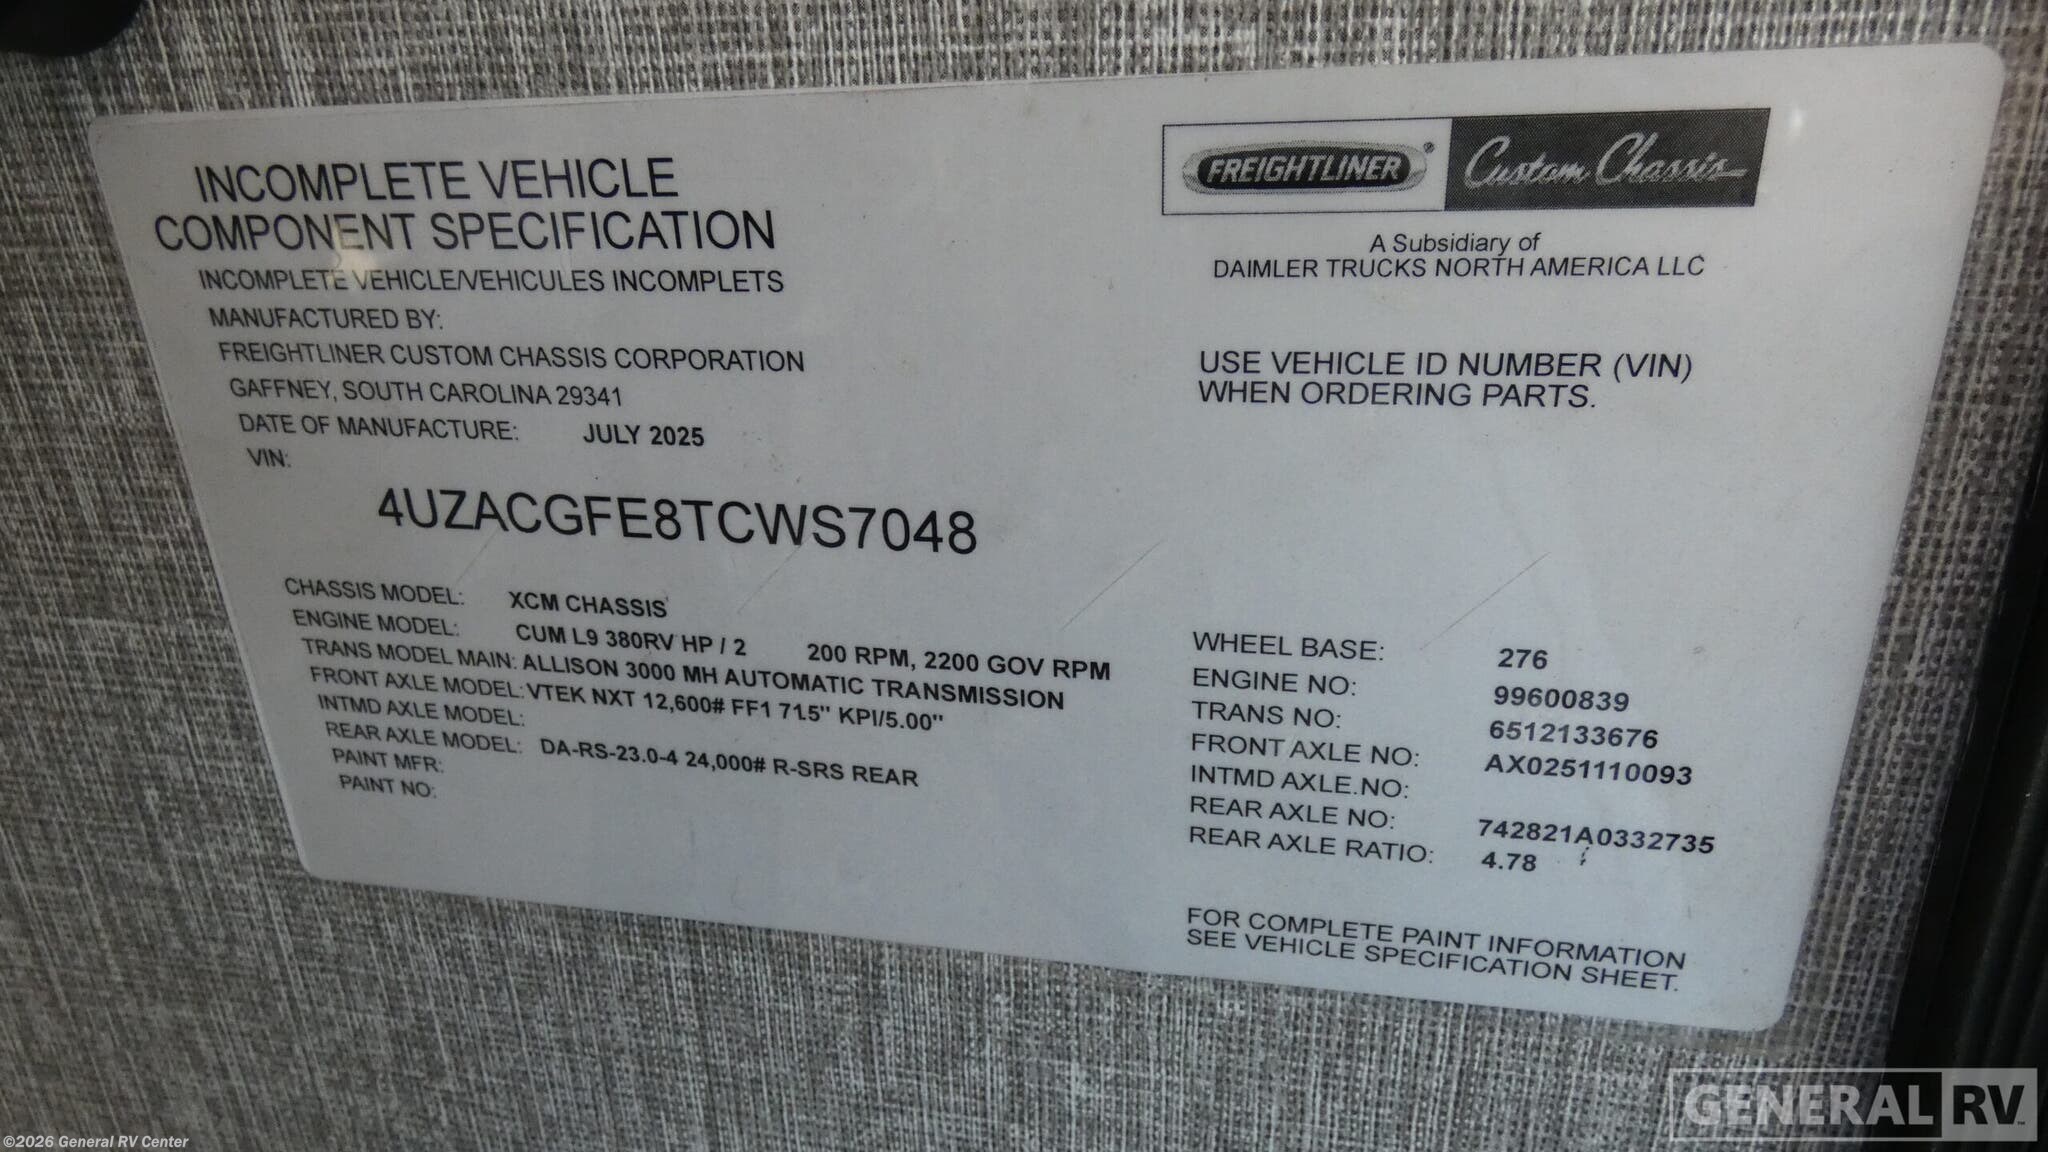 INCOMPLETE VEHICLE
COMPONENT SPECIFICATION
INCOMPLETE VEHICLE/VEHICULES INCOMPLETS
MANUFACTURED BY:
FREIGHTLINER CUSTOM CHASSIS CORPORATION
GAFFNEY, SOUTH CAROLINA 29341
DATE OF MANUFACTURE: JULY 2025
VIN:
4UZACGFE8TCWS7048
CHASSIS MODEL: XCM CHASSIS
ENGINE MODEL: CUM L9 380RV HP / 2 200 RPM, 2200 GOV RPM
TRANS MODEL MAIN: ALLISON 3000 MH AUTOMATIC TRANSMISSION
FRONT AXLE MODEL: VTEK NXT 12,600# FF1 71.5" KPI/5.00"
INTMD AXLE MODEL:
REAR AXLE MODEL: DA-RS-23.0-4 24,000# R-SRS REAR
PAINT MFR:
PAINT NO:
FREIGHTLINER® Custom Chassis
A Subsidiary of
DAIMLER TRUCKS NORTH AMERICA LLC
USE VEHICLE ID NUMBER (VIN)
WHEN ORDERING PARTS.
WHEEL BASE: 276
ENGINE NO: 99600839
TRANS NO: 6512133676
FRONT AXLE NO: AX0251110093
INTMD AXLE.NO:
REAR AXLE NO: 742821A0332735
REAR AXLE RATIO: 4.78
FOR COMPLETE PAINT INFORMATION
SEE VEHICLE SPECIFICATION SHEET.
GENERAL RV™
©2026 General RV Center